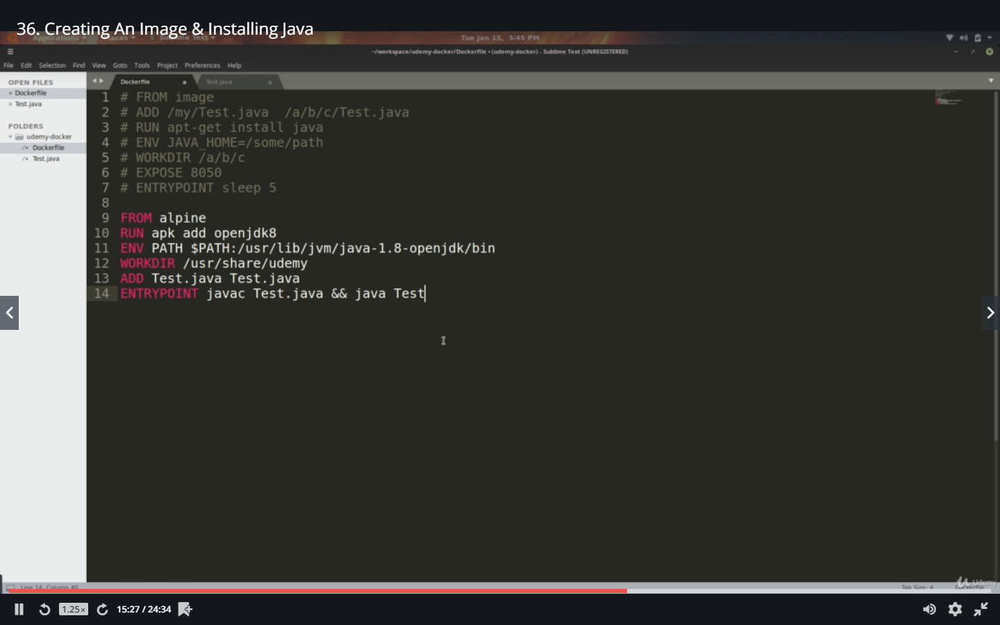 36. Creating An Image & Installing Java
Applications Places Sublime Text Tue Jan 15, 5:45 PM
~/workspace/udemy-docker/Dockerfile • (udemy-docker) - Sublime Text (UNREGISTERED)
File Edit Selection Find View Goto Tools Project Preferences Help
OPEN FILES
Dockerfile
Test.java
FOLDERS
udemy-docker
Dockerfile
Test.java
Dockerfile Test.java
1 # FROM image
2 # ADD /my/Test.java  /a/b/c/Test.java
3 # RUN apt-get install java
4 # ENV JAVA_HOME=/some/path
5 # WORKDIR /a/b/c
6 # EXPOSE 8050
7 # ENTRYPOINT sleep 5
8
9 FROM alpine
10 RUN apk add openjdk8
11 ENV PATH $PATH:/usr/lib/jvm/java-1.8-openjdk/bin
12 WORKDIR /usr/share/udemy
13 ADD Test.java Test.java
14 ENTRYPOINT javac Test.java && java Test
Udemy
Line 14, Column 40 Tab Size: 4 Dockerfile
1.25× 15:27 / 24:34